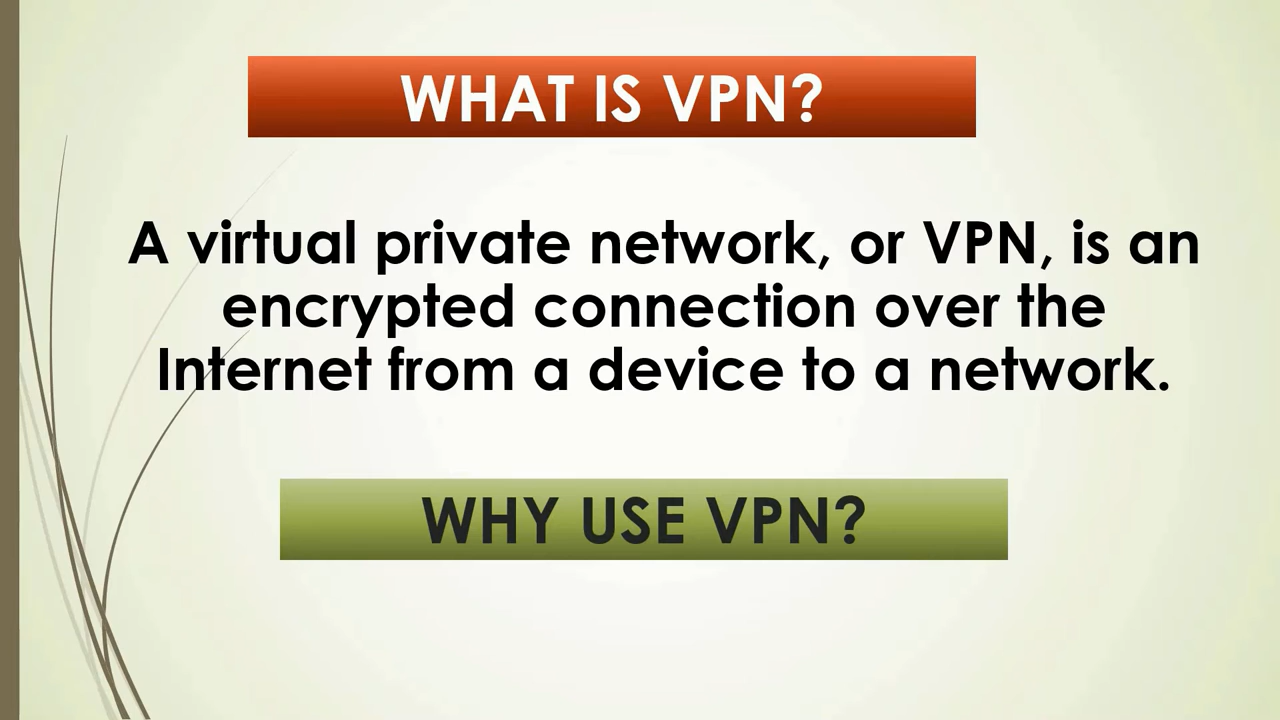 WHAT IS VPN?
A virtual private network, or VPN, is an
encrypted connection over the
Internet from a device to a network.
WHY USE VPN?